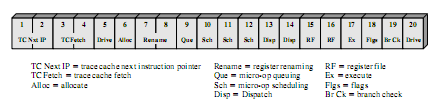 1 2 3 4 5 6 7 8 9 10 11 12 13 14 15 16 17 18 19 20
TC Next IP TC Fetch Drive Alloc Rename Que Sch Sch Sch Disp Disp RF RF Ex Flgs Br Ck Drive
TC Next IP = trace cache next instruction pointer
TC Fetch = trace cache fetch
Alloc = allocate
Rename = register renaming
Que = micro-op queuing
Sch = micro-op scheduling
Disp = Dispatch
RF = register file
Ex = execute
Flgs = flags
Br Ck = branch check